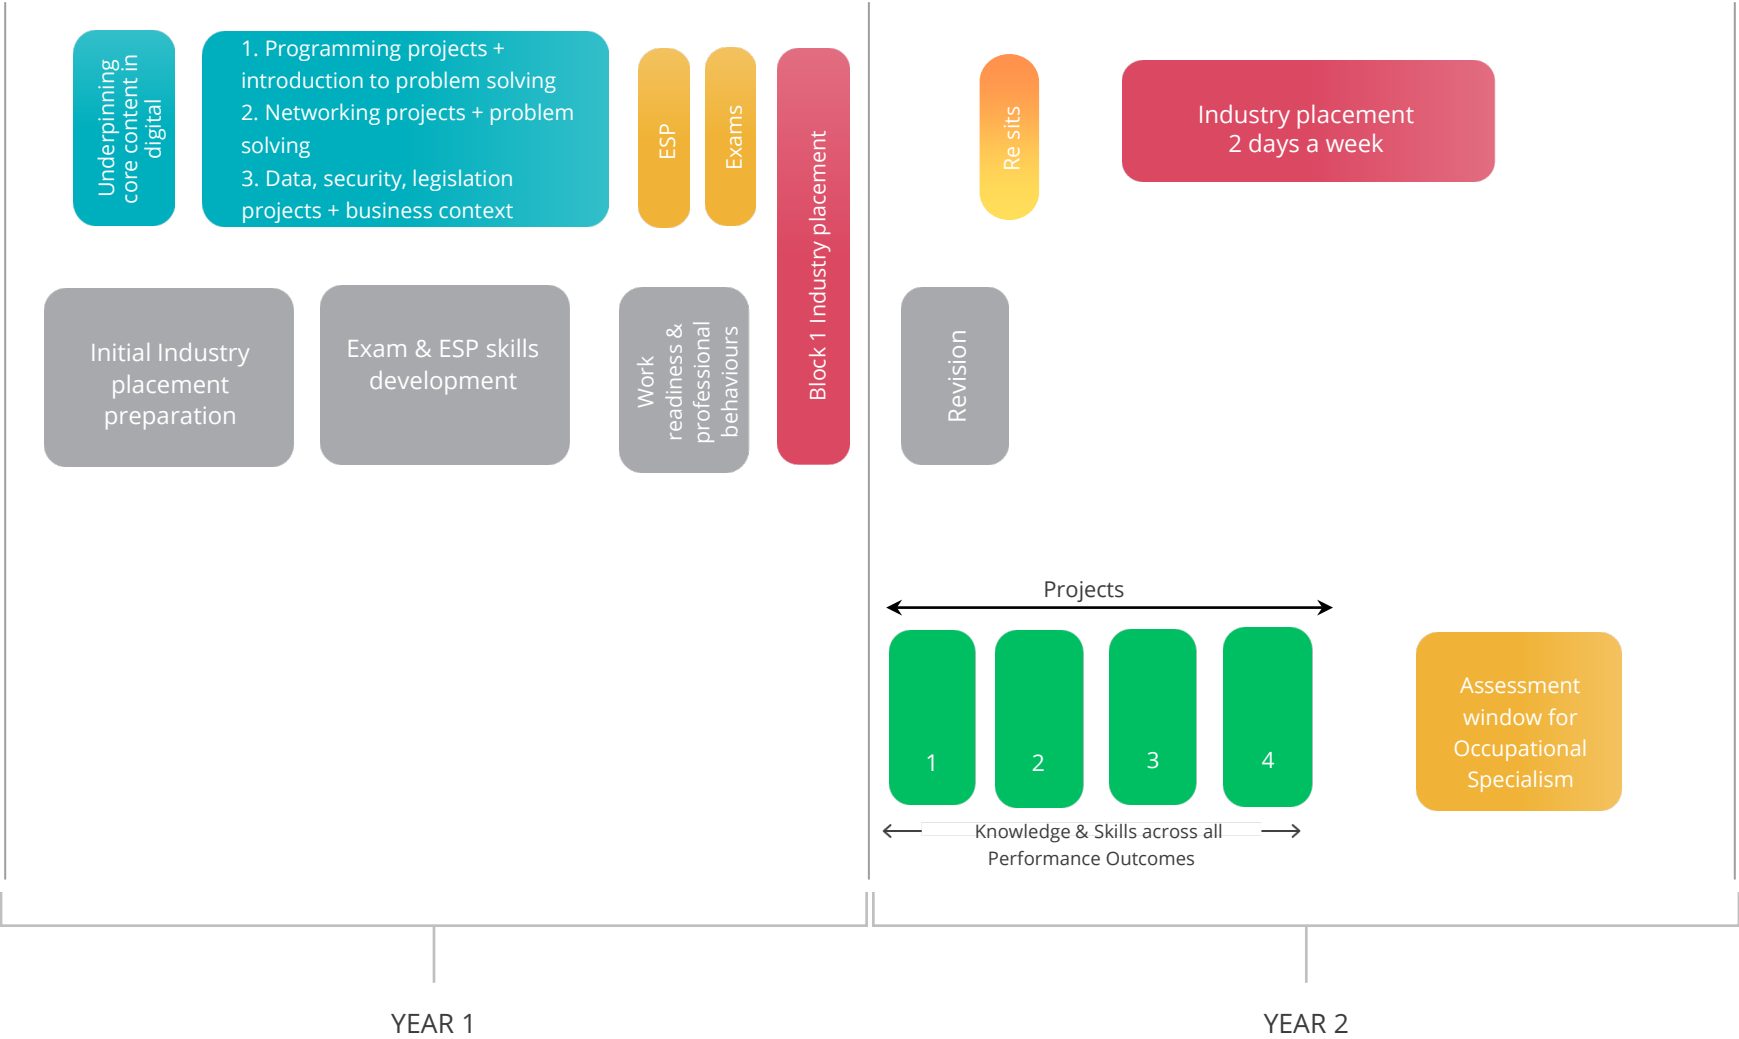 Underpinning
core content in
digital
1. Programming projects +
introduction to problem solving
2. Networking projects + problem
solving
3. Data, security, legislation
projects + business context
ESP
Exams
Block 1 Industry placement
Initial Industry
placement
preparation
Exam & ESP skills
development
Work
readiness &
professional
behaviours
Re sits
Industry placement
2 days a week
Revision
Projects
1
2
3
4
Knowledge & Skills across all
Performance Outcomes
Assessment
window for
Occupational
Specialism
YEAR 1
YEAR 2